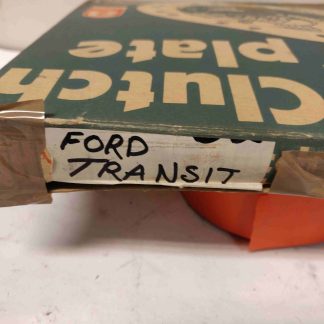 Clutch
plate
FORD
TRANSIT